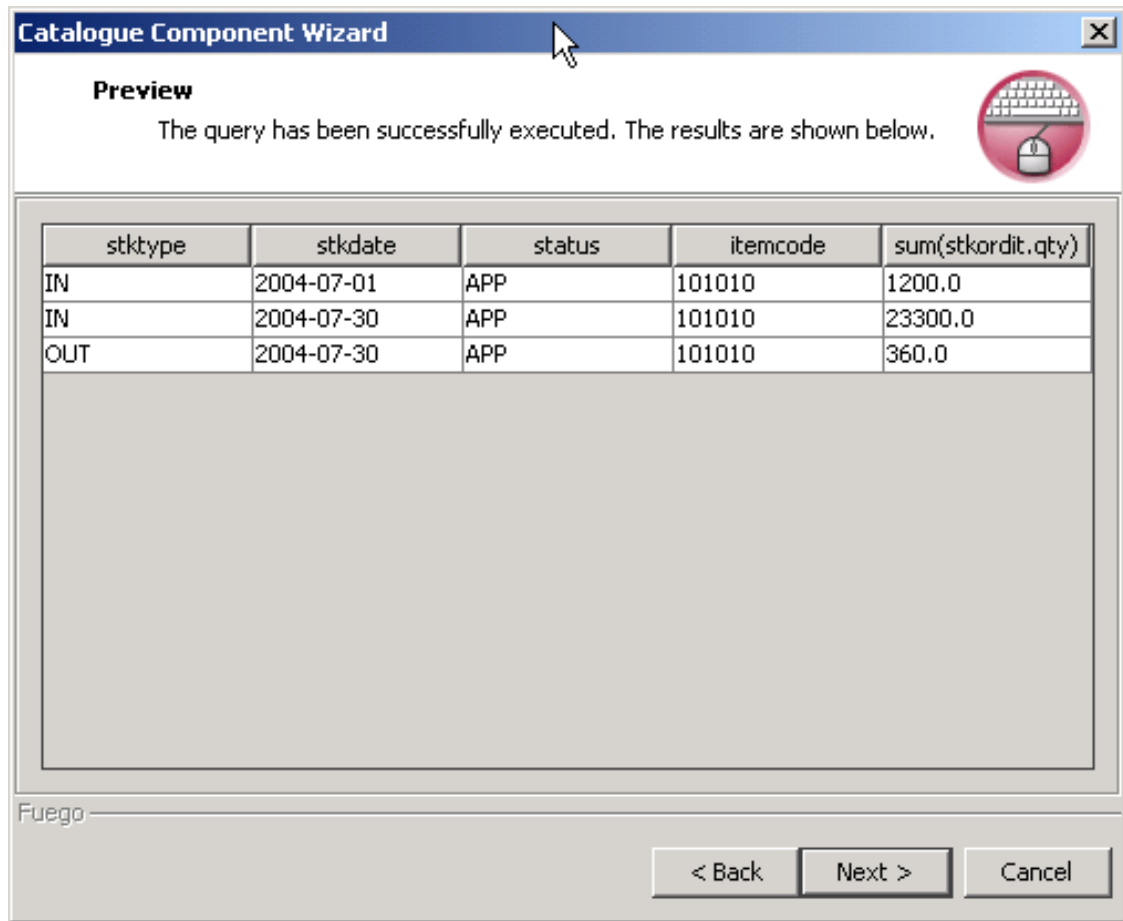 Catalogue Component Wizard
Preview
The query has been successfully executed. The results are shown below.
stktype stkdate status itemcode sum(stkordit.qty)
IN 2004-07-01 APP 101010 1200.0
IN 2004-07-30 APP 101010 23300.0
OUT 2004-07-30 APP 101010 360.0
Fuego
< Back Next > Cancel